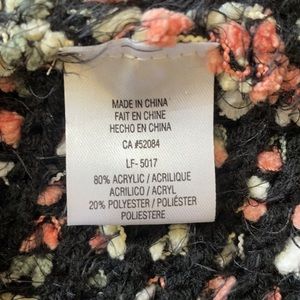 MADE IN CHINA
FAIT EN CHINE
HECHO EN CHINA
CA #52084
LF- 5017
80% ACRYLIC / ACRILIQUE
ACRILICO / ACRYL
20% POLYESTER / POLIÉSTER
POLIESTERE